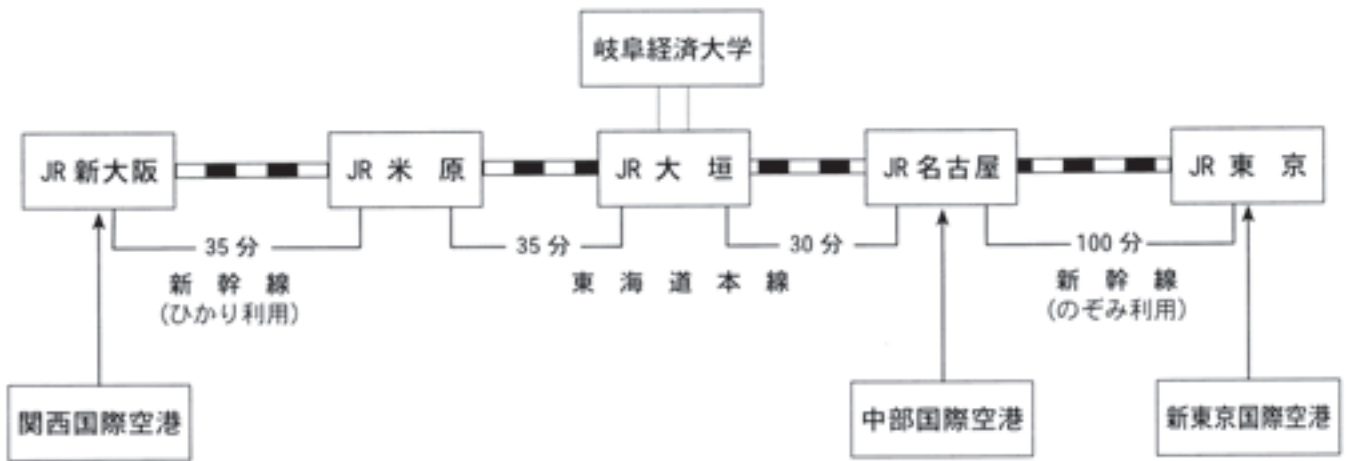 岐阜経済大学
JR 新大阪
JR 米 原
JR 大 垣
JR 名古屋
JR 東 京
35 分
35 分
30 分
100 分
新 幹 線
(ひかり利用)
東 海 道 本 線
新 幹 線
(のぞみ利用)
関西国際空港
中部国際空港
新東京国際空港